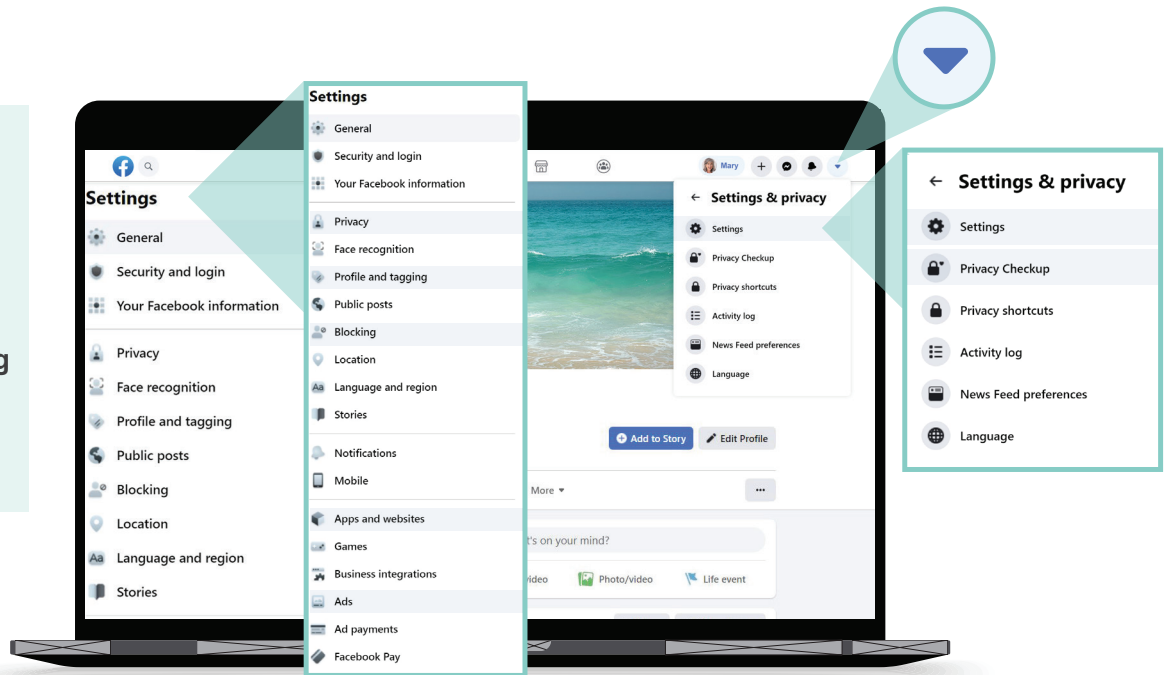 g
Settings
General
Security and login
Your Facebook information
Privacy
Face recognition
Profile and tagging
Public posts
Blocking
Location
Language and region
Stories
Settings
General
Security and login
Your Facebook information
Privacy
Face recognition
Profile and tagging
Public posts
Blocking
Location
Aa Language and region
Stories
Notifications
Mobile
Apps and websites
Games
Business integrations
Ads
Ad payments
Facebook Pay
Mary
Settings & privacy
Settings
Privacy Checkup
Privacy shortcuts
Activity log
News Feed preferences
Language
Add to Story
Edit Profile
More
t's on your mind?
ideo
Photo/video
Life event
Settings & privacy
Settings
Privacy Checkup
Privacy shortcuts
Activity log
News Feed preferences
Language